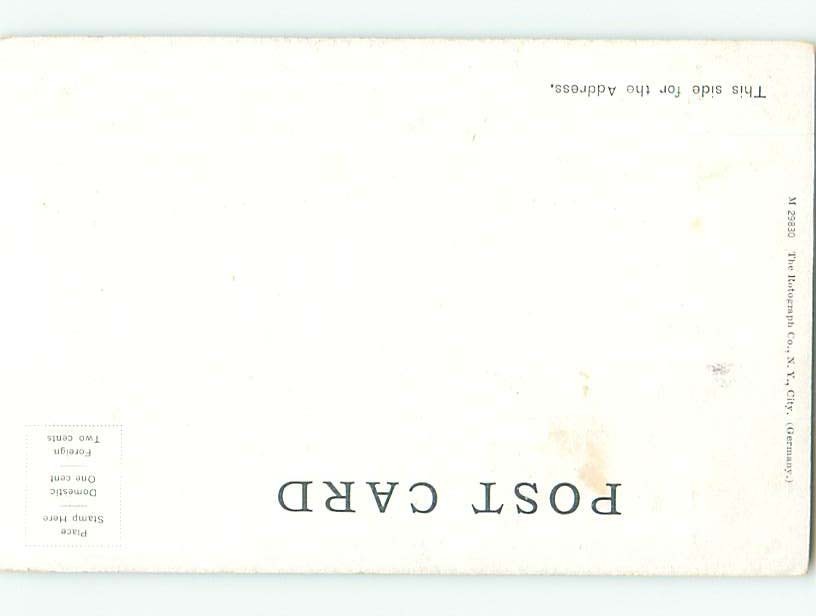 POST CARD
Place
Stamp Here
Domestic
One cent
Foreign
Two cents
This side for the Address.
M 29830 The Rotograph Co., N. Y., City. (Germany.)